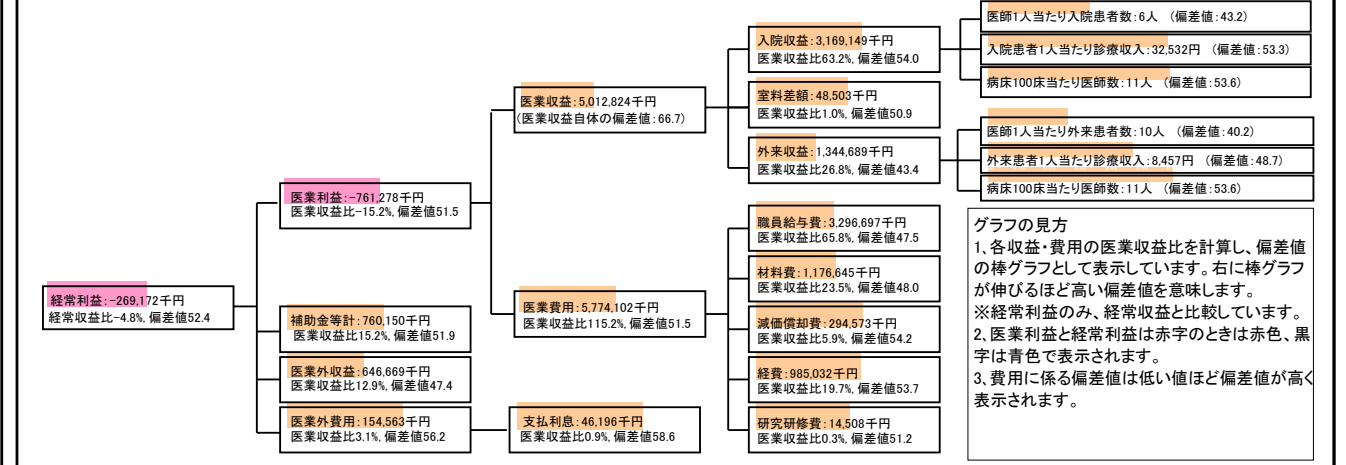 経常利益:-269,172千円
経常収支比-4.8%, 偏差値52.4
医業利益:-761,278千円
医業収益比-15.2%, 偏差値51.5
補助金等計:760,150千円
医業収益比15.2%, 偏差値51.9
医業外収益:646,669千円
医業収益比12.9%, 偏差値47.4
医業外費用:154,563千円
医業収益比3.1%, 偏差値56.2
医業収益:5,012,824千円
(医業収益自体の偏差値:66.7)
医業費用:5,774,102千円
医業収益比115.2%, 偏差値51.5
支払利息:46,196千円
医業収益比0.9%, 偏差値58.6
入院収益:3,169,149千円
医業収益比63.2%, 偏差値54.0
室料差額:48,503千円
医業収益比1.0%, 偏差値50.9
外来収益:1,344,689千円
医業収益比26.8%, 偏差値43.4
職員給与費:3,296,697千円
医業収益比65.8%, 偏差値47.5
材料費:1,176,645千円
医業収益比23.5%, 偏差値48.0
減価償却費:294,573千円
医業収益比5.9%, 偏差値54.2
経費:985,032千円
医業収益比19.7%, 偏差値53.7
研究研修費:14,508千円
医業収益比0.3%, 偏差値51.2
医師1人当たり入院患者数:6人 (偏差値:43.2)
入院患者1人当たり診療収入:32,532円 (偏差値:53.3)
病床100床当たり医師数:11人 (偏差値:53.6)
医師1人当たり外来患者数:10人 (偏差値:40.2)
外来患者1人当たり診療収入:8,457円 (偏差値:48.7)
病床100床当たり医師数:11人 (偏差値:53.6)
グラフの見方
1、各収益・費用の医業収益比を計算し、偏差値
の棒グラフとして表示しています。右に棒グラフ
が伸びるほど高い偏差値を意味します。
※経常利益のみ、経常収益と比較しています。
2、医業利益と経常利益は赤字のときは赤色、黒
字は青色で表示されます。
3、費用に係る偏差値は低い値ほど偏差値が高く
表示されます。